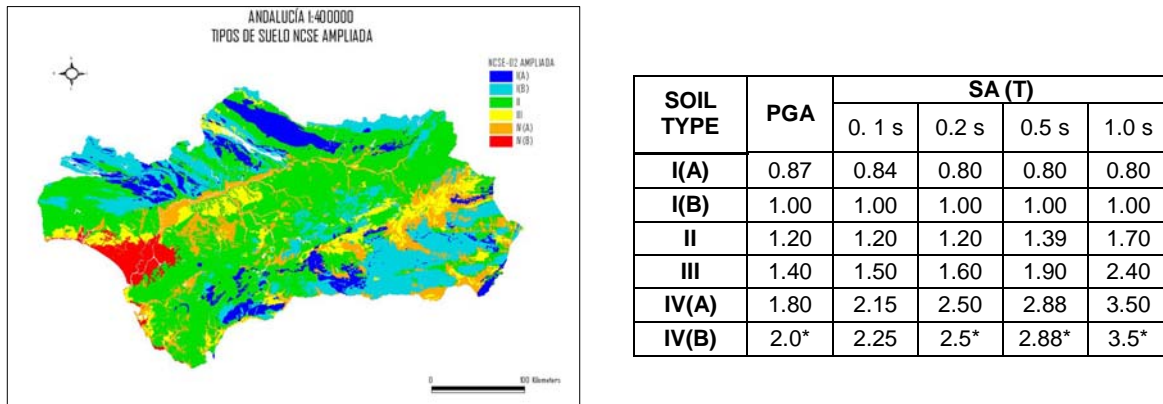 ANDALUCÍA 1:400000
TIPOS DE SUELO NCSE AMPLIADA
NCSE-02 AMPLIADA
I(A)
I(B)
II
III
IV(A)
IV(B)
0 100 Kilometers
SOIL TYPE PGA SA (T)
0. 1 s 0.2 s 0.5 s 1.0 s
I(A) 0.87 0.84 0.80 0.80 0.80
I(B) 1.00 1.00 1.00 1.00 1.00
II 1.20 1.20 1.20 1.39 1.70
III 1.40 1.50 1.60 1.90 2.40
IV(A) 1.80 2.15 2.50 2.88 3.50
IV(B) 2.0* 2.25 2.5* 2.88* 3.5*